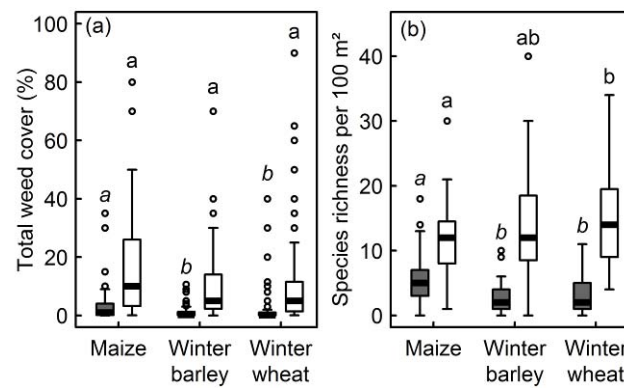 (a)
Total weed cover (%)
100
80
60
40
20
0
a
a
a
a
b
b
Maize
Winter
barley
Winter
wheat
(b)
Species richness per 100 m²
40
30
20
10
0
a
a
ab
b
b
b
Maize
Winter
barley
Winter
wheat